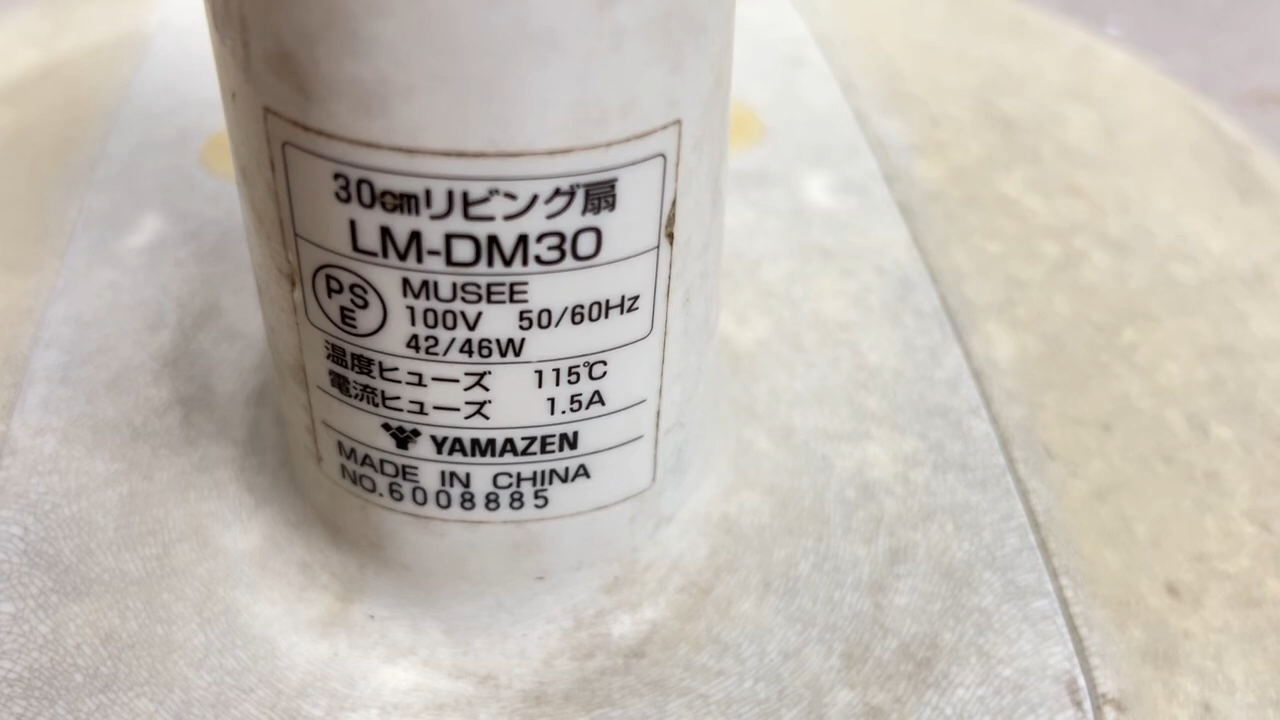 30cmリビング扇
LM-DM30
PSE
MUSEE
100V 50/60Hz
42/46W
温度ヒューズ 115℃
電流ヒューズ 1.5A
YAMAZEN
MADE IN CHINA
NO.6008885